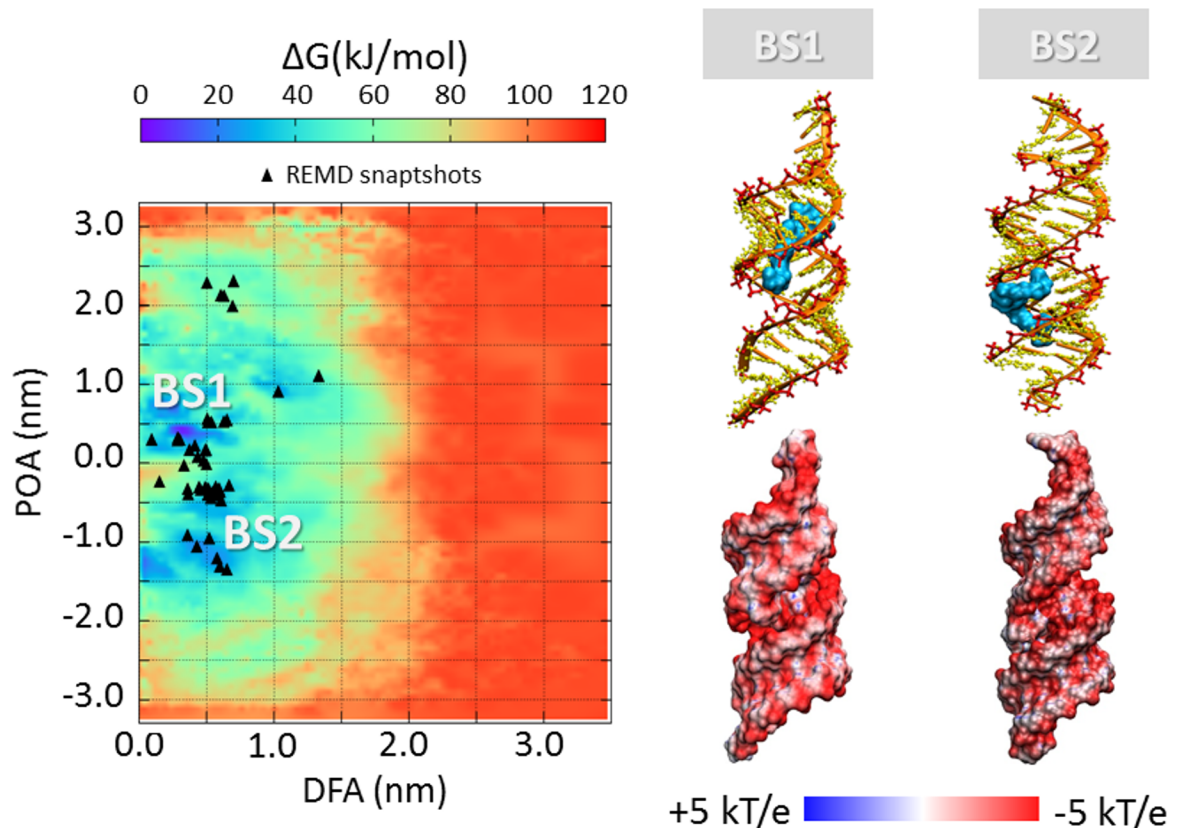 ΔG(kJ/mol)
0 20 40 60 80 100 120
▲ REMD snaptshots
3.0
2.0
1.0
0.0
-1.0
-2.0
-3.0
POA (nm)
BS1
BS2
0.0 1.0 2.0 3.0
DFA (nm)
BS1 BS2
+5 kT/e -5 kT/e